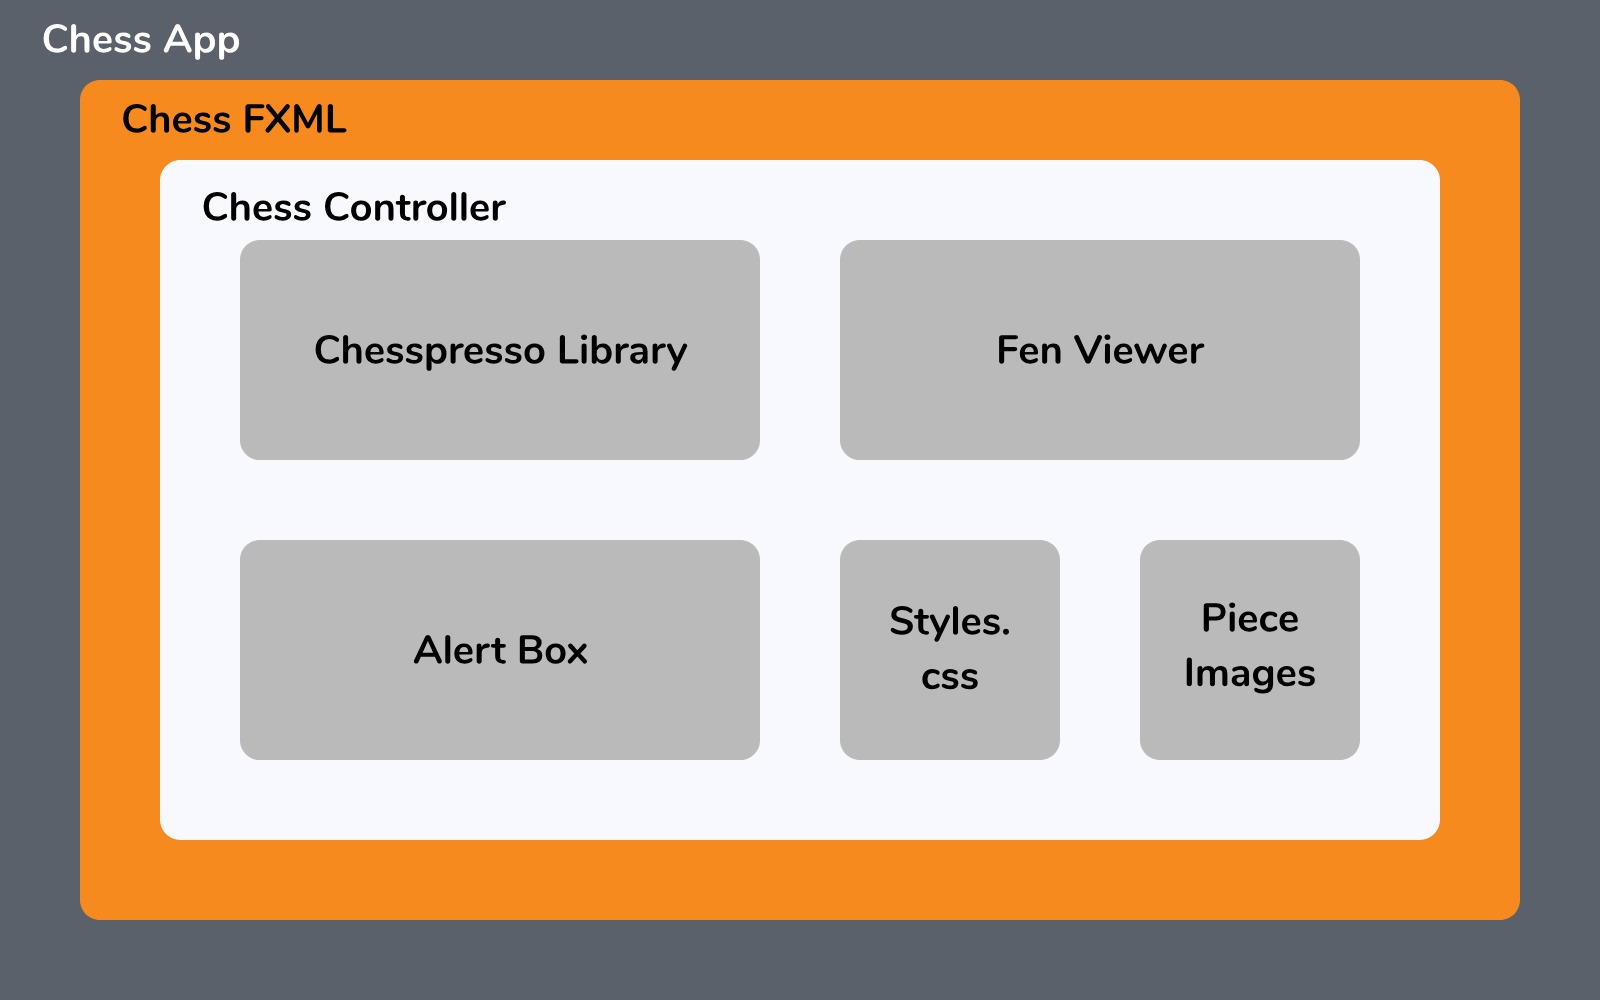 Chess App
Chess FXML
Chess Controller
Chesspresso Library
Fen Viewer
Alert Box
Styles.
css
Piece
Images